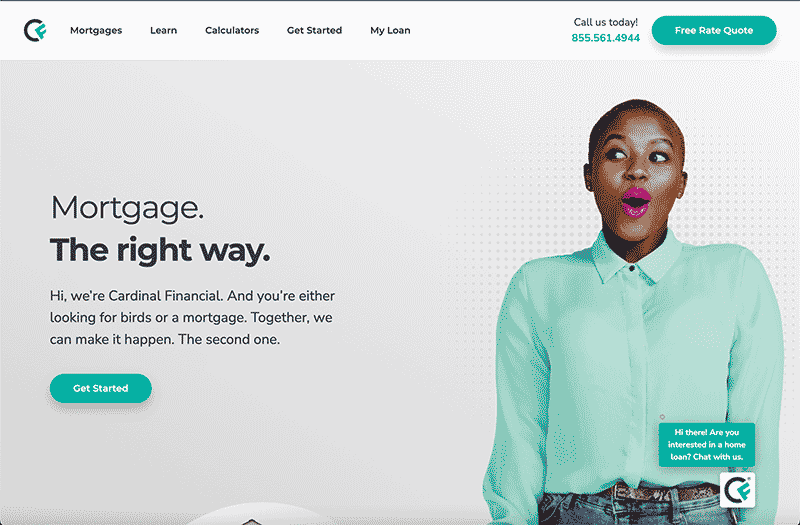 Mortgages Learn Calculators Get Started My Loan
Call us today!
855.561.4944
Free Rate Quote
Mortgage.
The right way.
Hi, we're Cardinal Financial. And you're either
looking for birds or a mortgage. Together, we
can make it happen. The second one.
Get Started
Hi there! Are you
interested in a home
loan? Chat with us.